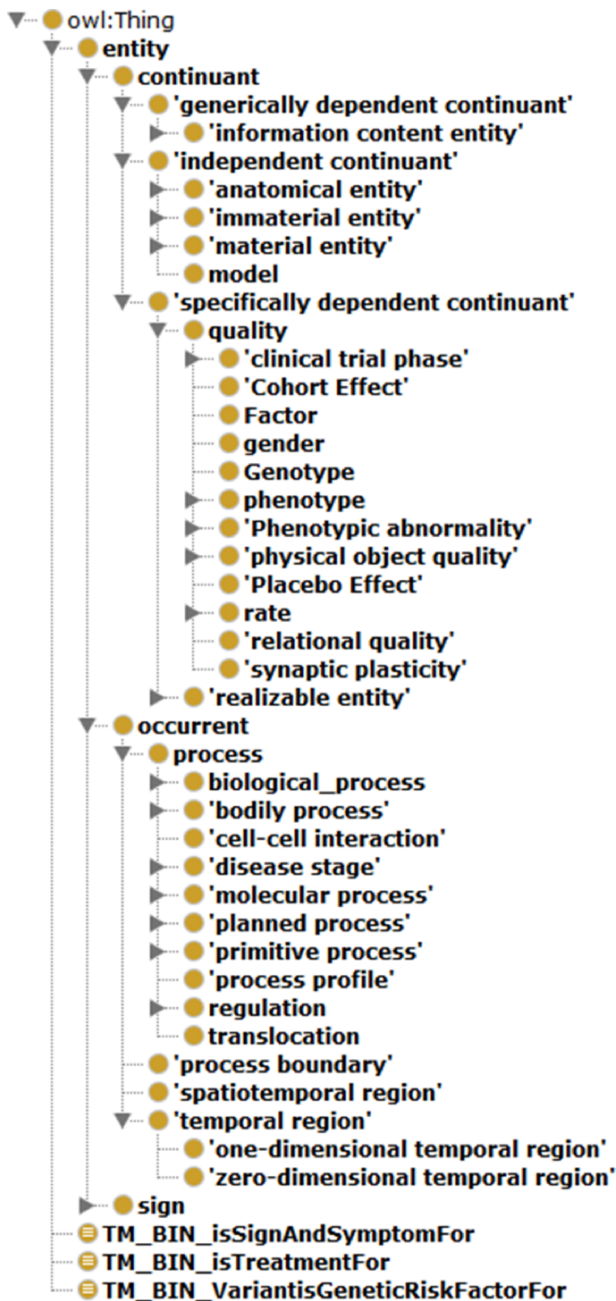 owl:Thing
entity
continuant
'generically dependent continuant'
'information content entity'
'independent continuant'
'anatomical entity'
'immaterial entity'
'material entity'
model
'specifically dependent continuant'
quality
'clinical trial phase'
'Cohort Effect'
Factor
gender
Genotype
phenotype
'Phenotypic abnormality'
'physical object quality'
'Placebo Effect'
rate
'relational quality'
'synaptic plasticity'
'realizable entity'
occurrent
process
biological_process
'bodily process'
'cell-cell interaction'
'disease stage'
'molecular process'
'planned process'
'primitive process'
'process profile'
regulation
translocation
'process boundary'
'spatiotemporal region'
'temporal region'
'one-dimensional temporal region'
'zero-dimensional temporal region'
sign
TM_BIN_isSignAndSymptomFor
TM_BIN_isTreatmentFor
TM_BIN_VariantisGeneticRiskFactorFor